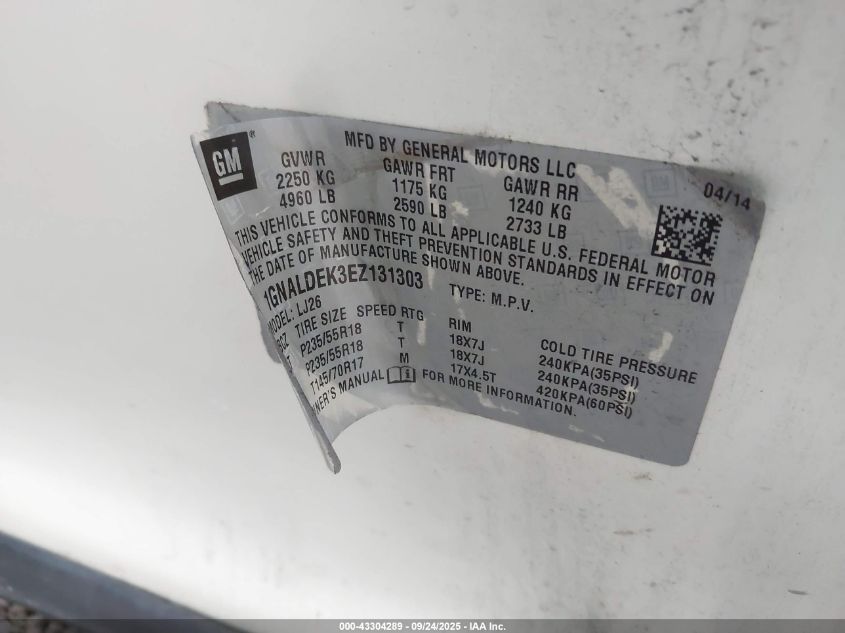 GM®
MFD BY GENERAL MOTORS LLC
04/14
GVWR GAWR FRT GAWR RR
2250 KG 1175 KG 1240 KG
4960 LB 2590 LB 2733 LB
THIS VEHICLE CONFORMS TO ALL APPLICABLE U.S. FEDERAL MOTOR
VEHICLE SAFETY AND THEFT PREVENTION STANDARDS IN EFFECT ON
THE DATE OF MANUFACTURE SHOWN ABOVE.
1GNALDEK3EZ131303 TYPE: M.P.V.
MODEL: LJ26
TIRE SIZE SPEED RTG RIM COLD TIRE PRESSURE
P235/55R18 T 18X7J 240KPA(35PSI)
P235/55R18 T 18X7J 240KPA(35PSI)
T145/70R17 M 17X4.5T 420KPA(60PSI)
MANUAL FOR MORE INFORMATION.
000-43304289 - 09/24/2025 - IAA Inc.